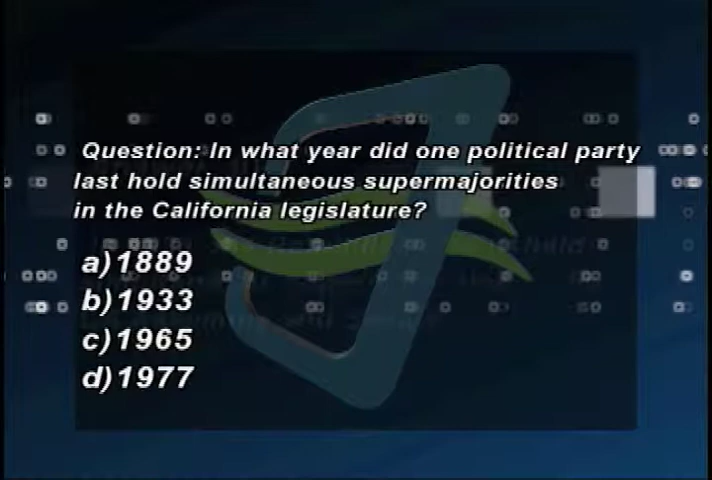 Question: In what year did one political party
last hold simultaneous supermajorities
in the California legislature?
a)1889
b)1933
c)1965
d)1977